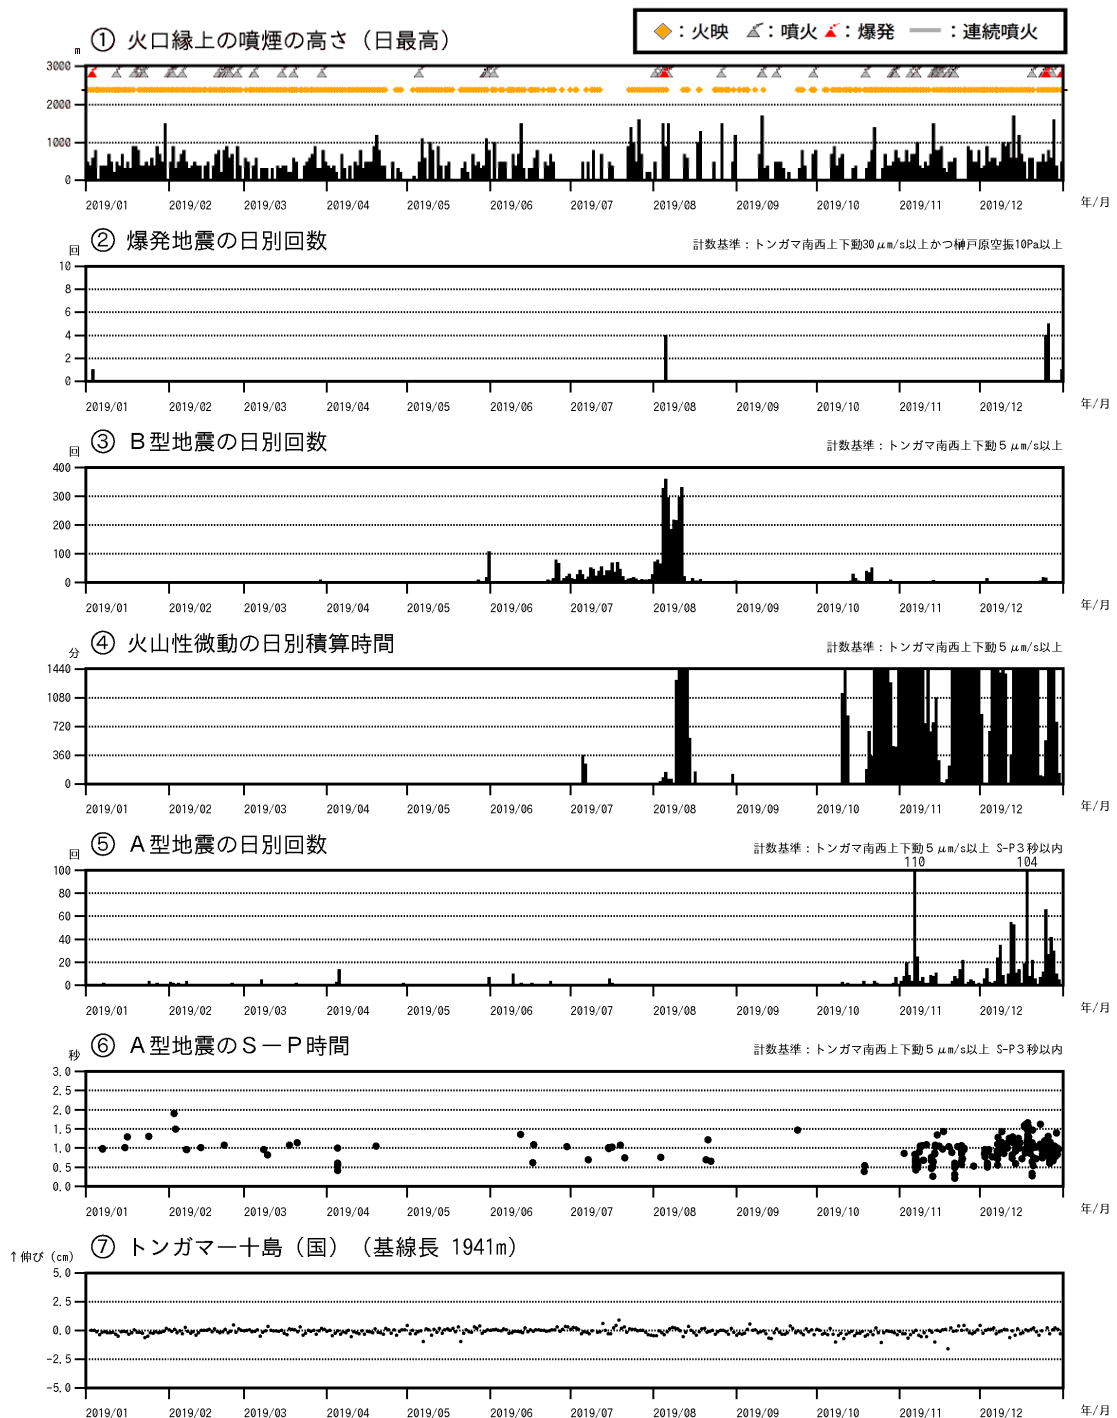 ◆：火映 ：噴火 ▲：爆発 ━━：連続噴火
① 火口縁上の噴煙の高さ（日最高）
m
3000
2000
1000
0
2019/01 2019/02 2019/03 2019/04 2019/05 2019/06 2019/07 2019/08 2019/09 2019/10 2019/11 2019/12 年/月
② 爆発地震の日別回数
計数基準：トンガマ南西上下動30μm/s以上かつ榊戸原空振10Pa以上
回
10
8
6
4
2
0
2019/01 2019/02 2019/03 2019/04 2019/05 2019/06 2019/07 2019/08 2019/09 2019/10 2019/11 2019/12 年/月
③ Ｂ型地震の日別回数
計数基準：トンガマ南西上下動５μm/s以上
回
400
300
200
100
0
2019/01 2019/02 2019/03 2019/04 2019/05 2019/06 2019/07 2019/08 2019/09 2019/10 2019/11 2019/12 年/月
④ 火山性微動の日別積算時間
計数基準：トンガマ南西上下動５μm/s以上
分
1440
1080
720
360
0
2019/01 2019/02 2019/03 2019/04 2019/05 2019/06 2019/07 2019/08 2019/09 2019/10 2019/11 2019/12 年/月
⑤ Ａ型地震の日別回数
計数基準：トンガマ南西上下動５μm/s以上 S-P３秒以内
回
110 104
100
80
60
40
20
0
2019/01 2019/02 2019/03 2019/04 2019/05 2019/06 2019/07 2019/08 2019/09 2019/10 2019/11 2019/12 年/月
⑥ Ａ型地震のＳ－Ｐ時間
計数基準：トンガマ南西上下動５μm/s以上 S-P３秒以内
秒
3.0
2.5
2.0
1.5
1.0
0.5
0.0
2019/01 2019/02 2019/03 2019/04 2019/05 2019/06 2019/07 2019/08 2019/09 2019/10 2019/11 2019/12 年/月
⑦ トンガマー十島（国）（基線長 1941m）
↑伸び（cm）
5.0
2.5
0.0
-2.5
-5.0
2019/01 2019/02 2019/03 2019/04 2019/05 2019/06 2019/07 2019/08 2019/09 2019/10 2019/11 2019/12 年/月